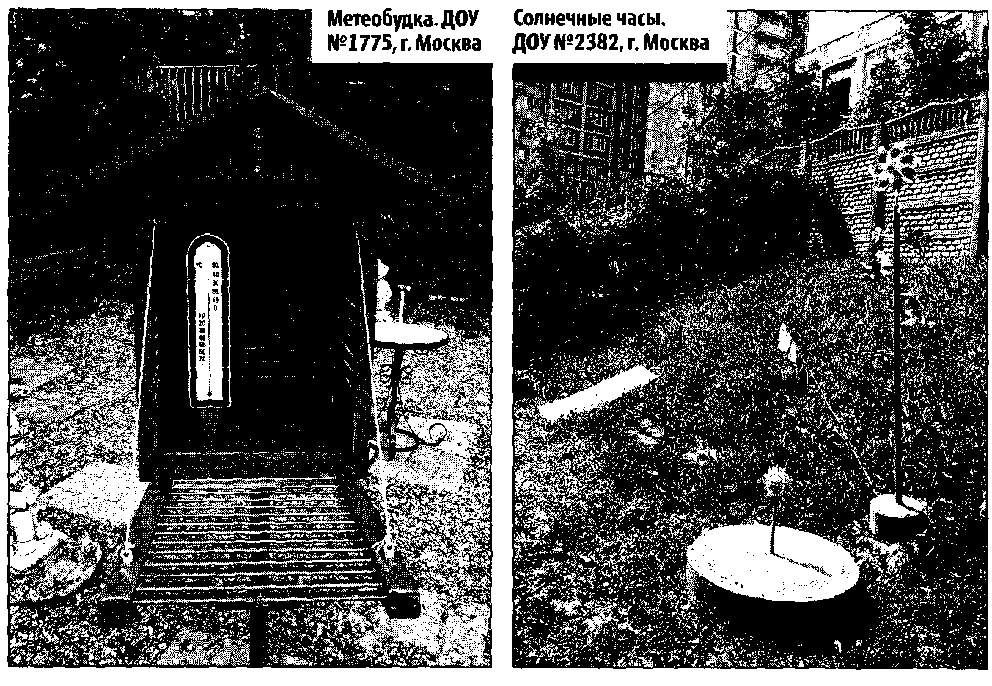 Метеобудка. ДОУ
№1775, г. Москва
Солнечные часы.
ДОУ №2382, г. Москва